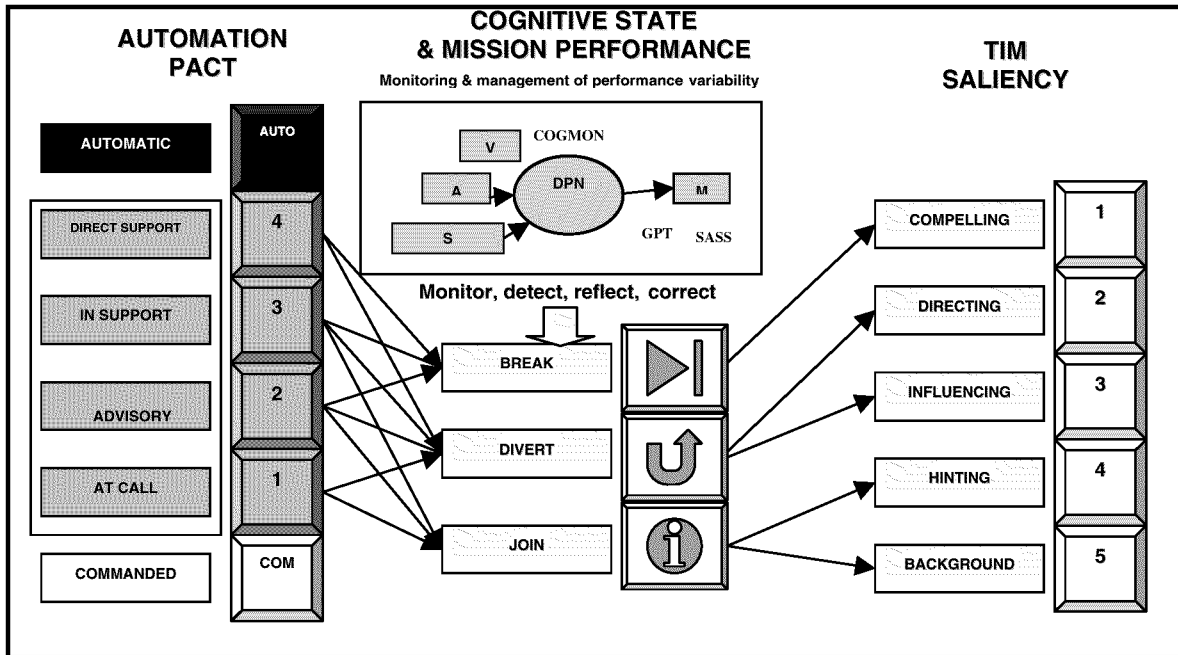 AUTOMATION
PACT
AUTOMATIC
DIRECT SUPPORT
IN SUPPORT
ADVISORY
AT CALL
COMMANDED
AUTO
4
3
2
1
COM
COGNITIVE STATE
& MISSION PERFORMANCE
Monitoring & management of performance variability
V
COGMON
A
DPN
M
S
GPT
SASS
Monitor, detect, reflect, correct
BREAK
DIVERT
JOIN
i
TIM
SALIENCY
COMPELLING
1
DIRECTING
2
INFLUENCING
3
HINTING
4
BACKGROUND
5